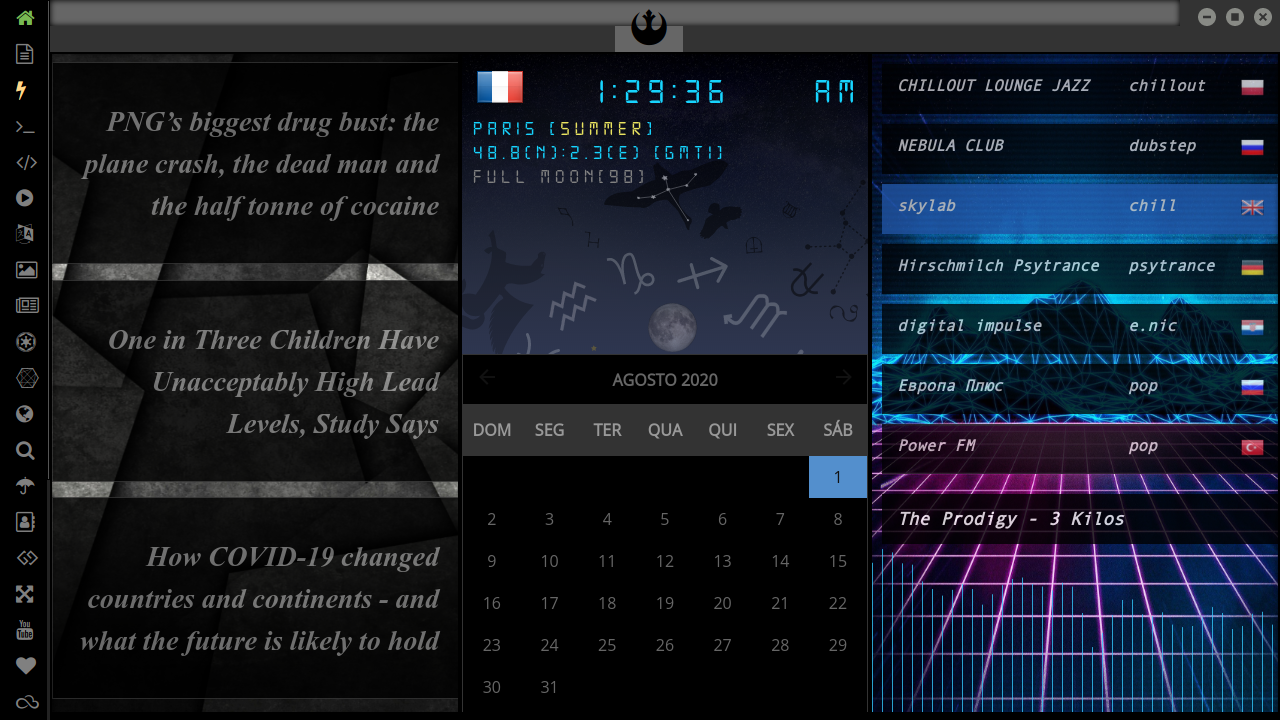 PNG’s biggest drug bust: the
plane crash, the dead man and
the half tonne of cocaine
One in Three Children Have
Unacceptably High Lead
Levels, Study Says
How COVID-19 changed
countries and continents - and
what the future is likely to hold
1:29:36 AM
PARIS (SUMMER)
48.8(N):2.3(E) (GMT1)
FULL MOON(98)
AGOSTO 2020
DOM SEG TER QUA QUI SEX SÁB
1
2 3 4 5 6 7 8
9 10 11 12 13 14 15
16 17 18 19 20 21 22
23 24 25 26 27 28 29
30 31
CHILLOUT LOUNGE JAZZ chillout
NEBULA CLUB dubstep
skylab chill
Hirschmilch Psytrance psytrance
digital impulse e.nic
Европа Плюс pop
Power FM pop
The Prodigy - 3 Kilos
You
Tube